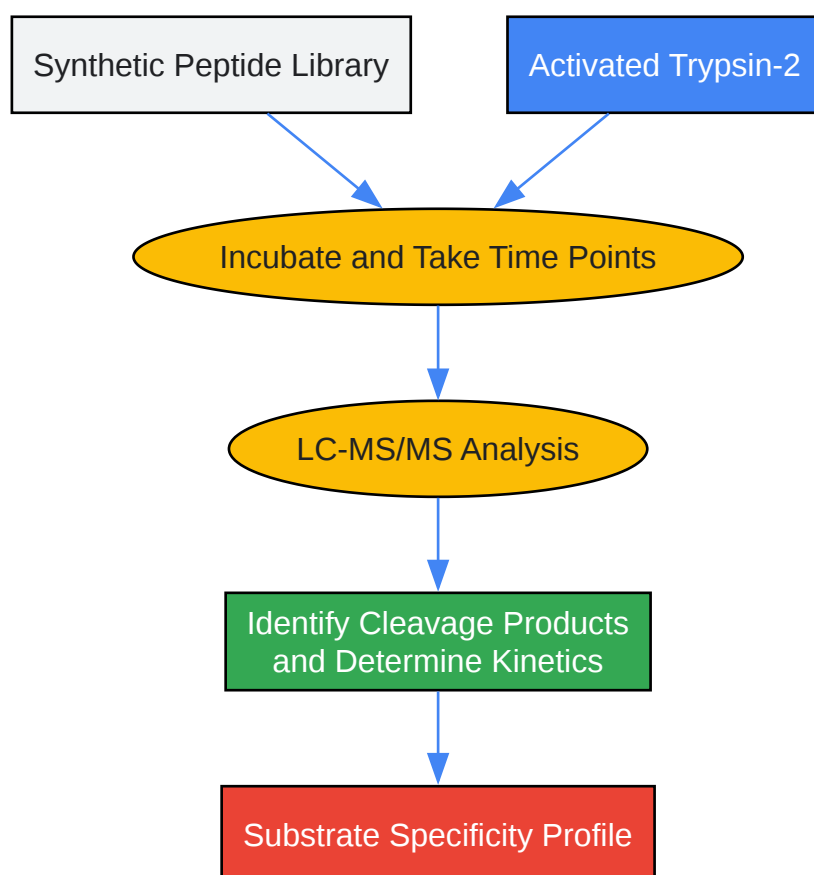 Synthetic Peptide Library
Activated Trypsin-2
Incubate and Take Time Points
LC-MS/MS Analysis
Identify Cleavage Products
and Determine Kinetics
Substrate Specificity Profile